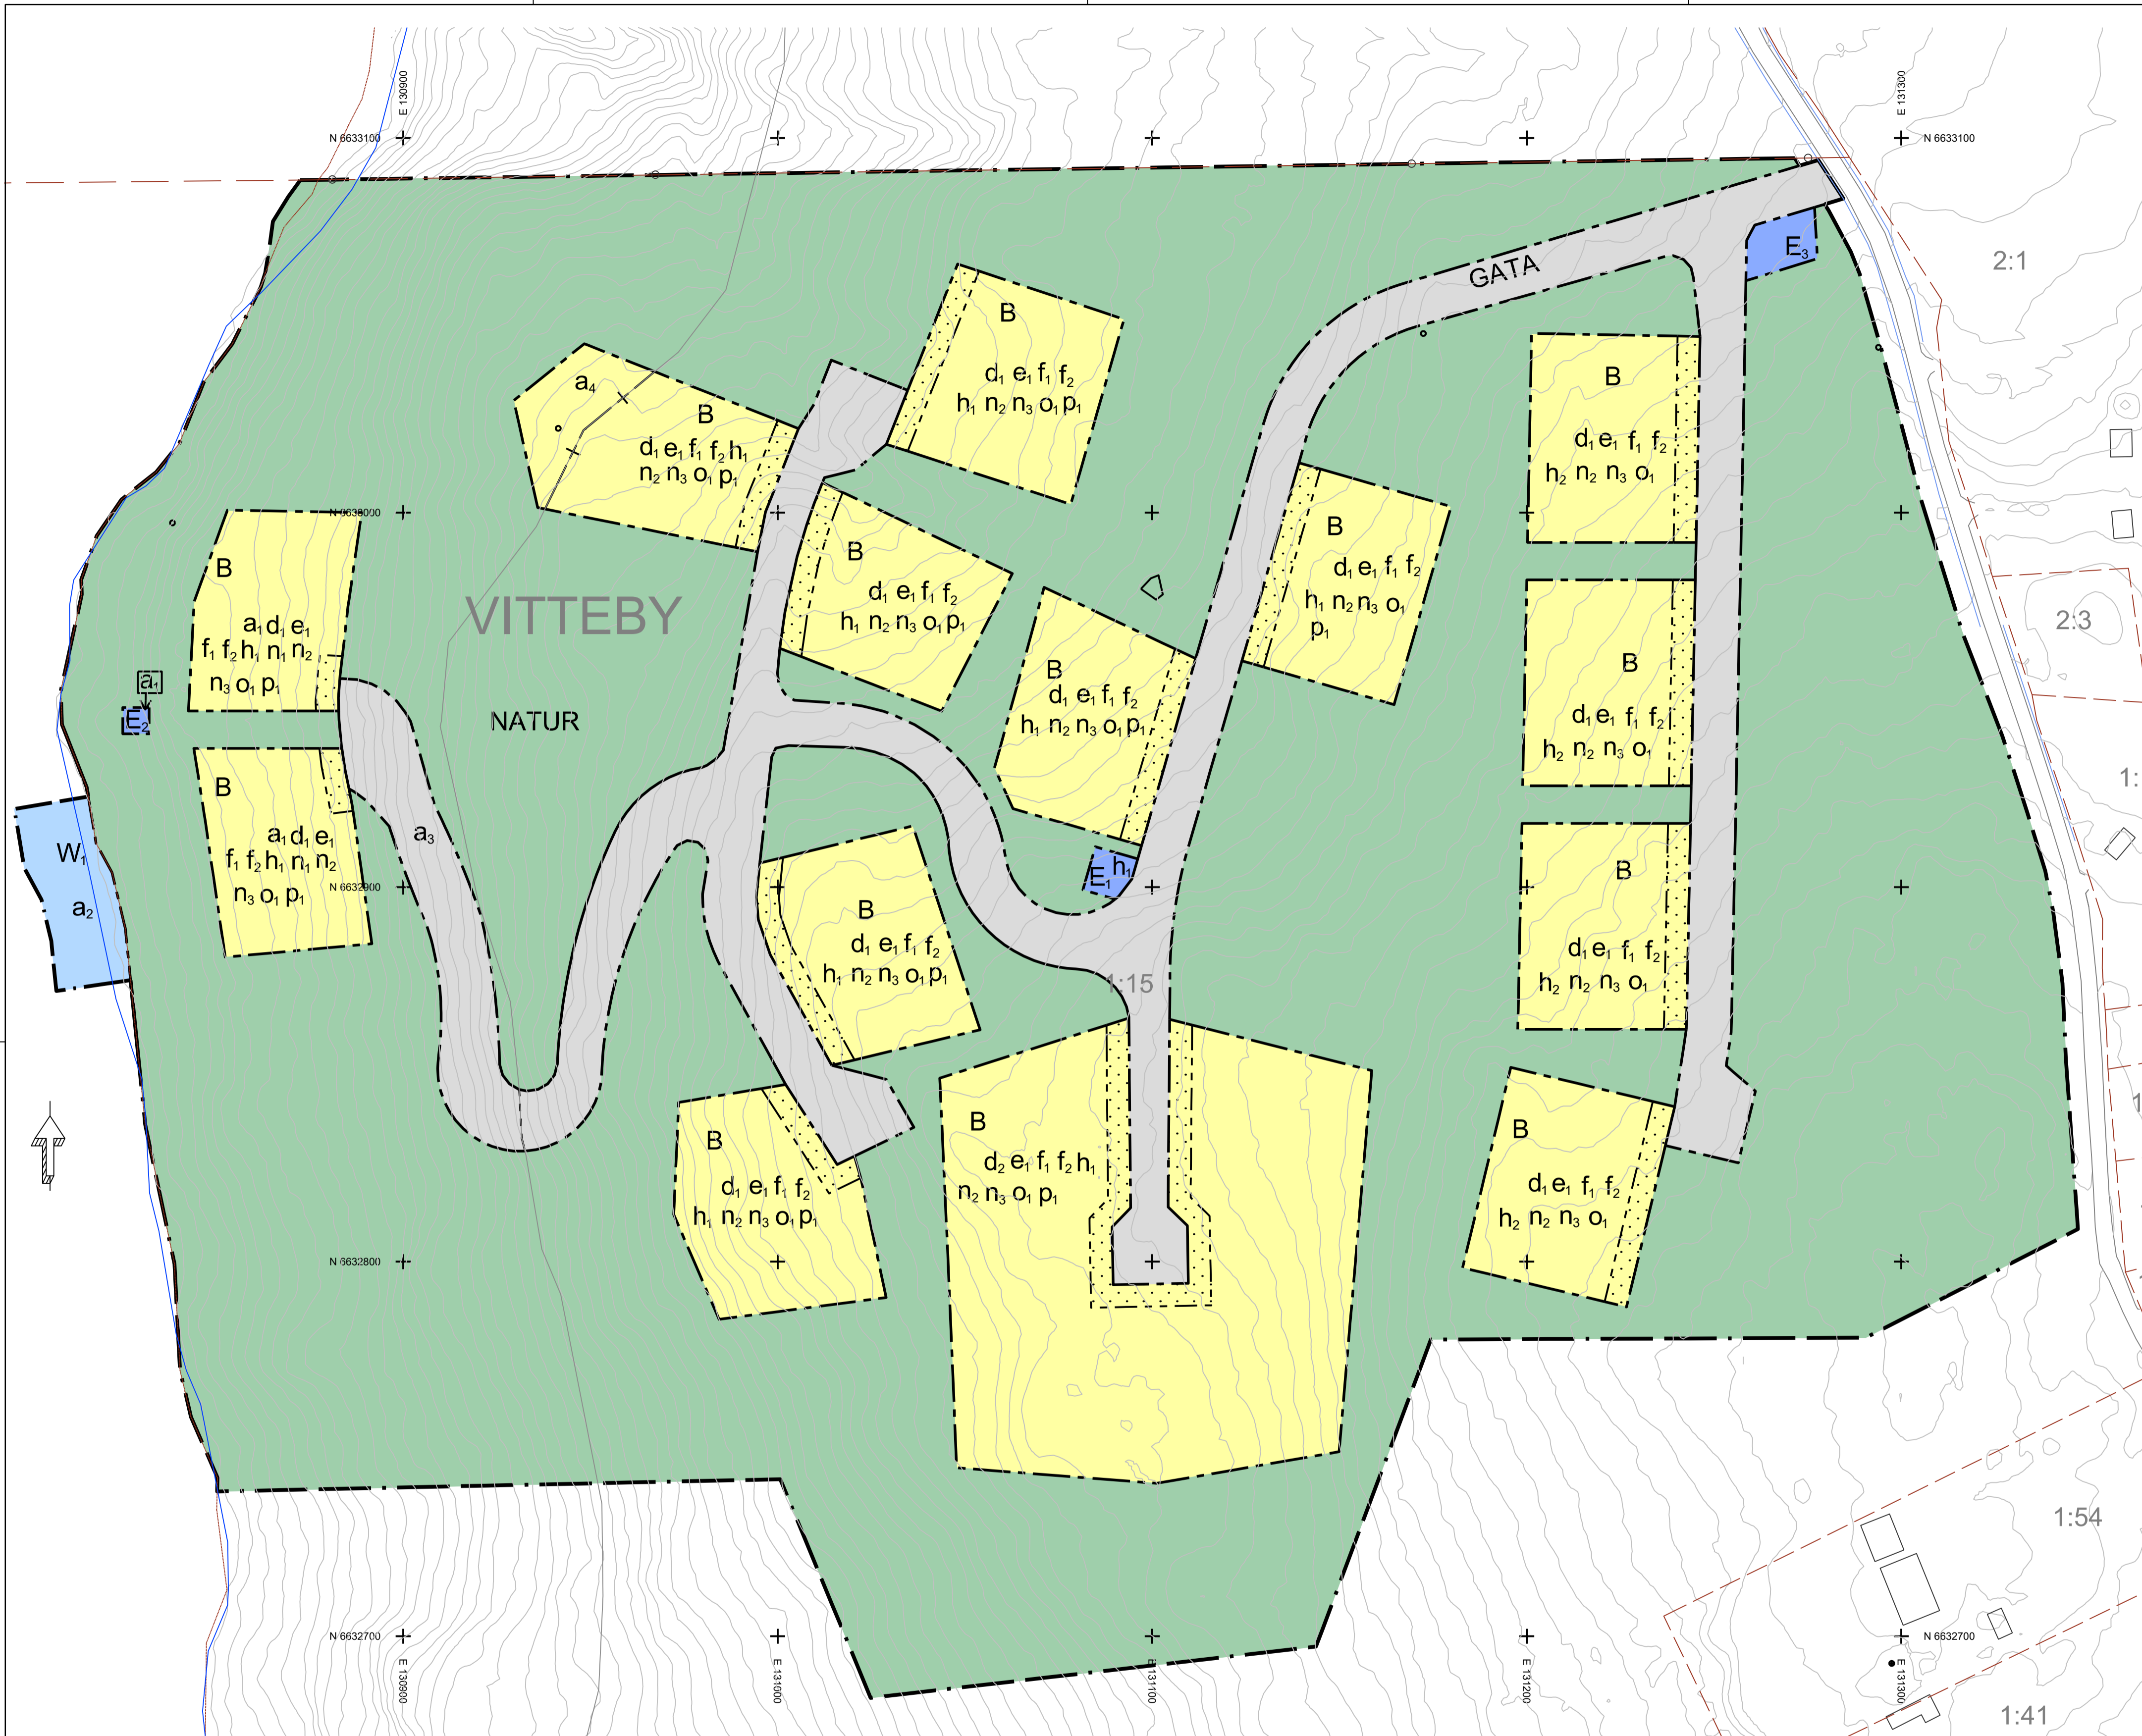 E 130900
E 131300
N 6633100
N 6633100
2:1
GATA
E₃
B
d₁ e₁ f₁ f₂
h₁ n₂ n₃ o₁ p₁
a₄
B
d₁ e₁ f₁ f₂ h₁
n₂ n₃ o₁ p₁
B
d₁ e₁ f₁ f₂
h₂ n₂ n₃ o₁
B
a₁ d₁ e₁
f₁ f₂ h₁ n₁ n₂
n₃ o₁ p₁
B
d₁ e₁ f₁ f₂
h₁ n₂ n₃ o₁ p₁
B
d₁ e₁ f₁ f₂
h₁ n₂ n₃ o₁
p₁
VITTEBY
NATUR
2:3
B
d₁ e₁ f₁ f₂
h₁ n₂ n₃ o₁ p₁
B
d₁ e₁ f₁ f₂
h₂ n₂ n₃ o₁
a₁
E₂
B
a₁ d₁ e₁
f₁ f₂ h₁ n₁ n₂
n₃ o₁ p₁
a₃
W₁
a₂
N 6632900
E₁ h₁
B
d₁ e₁ f₁ f₂
h₁ n₂ n₃ o₁ p₁
B
d₁ e₁ f₁ f₂
h₂ n₂ n₃ o₁
1:15
B
d₁ e₁ f₁ f₂
h₁ n₂ n₃ o₁ p₁
B
d₂ e₁ f₁ f₂ h₁
n₂ n₃ o₁ p₁
B
d₁ e₁ f₁ f₂
h₂ n₂ n₃ o₁
N 6632800
1:54
N 6632700
N 6632700
E 130900
E 131000
E 131100
E 131200
E 131300
1:41